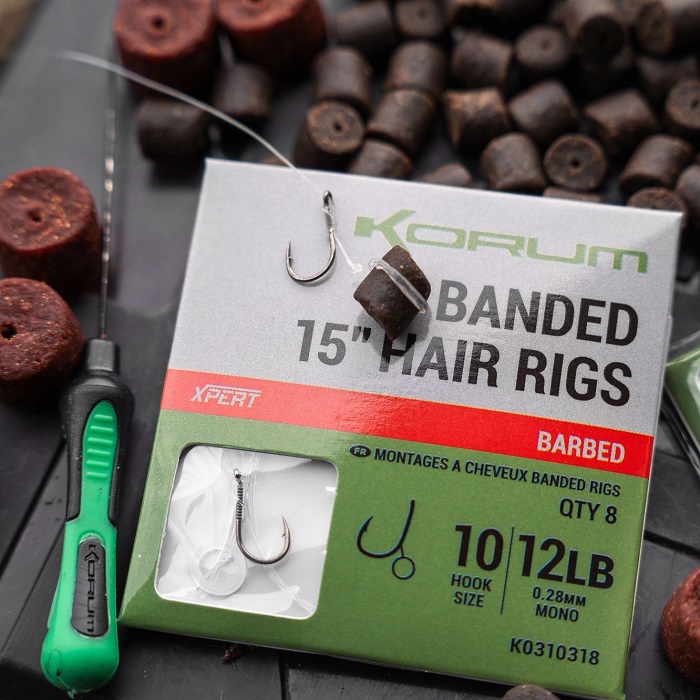 KORUM
BANDED
15" HAIR RIGS
XPERT
BARBED
FR MONTAGES A CHEVEUX BANDED RIGS
QTY 8
10 12LB
HOOK 0.28MM
SIZE MONO
K0310318
KORUM